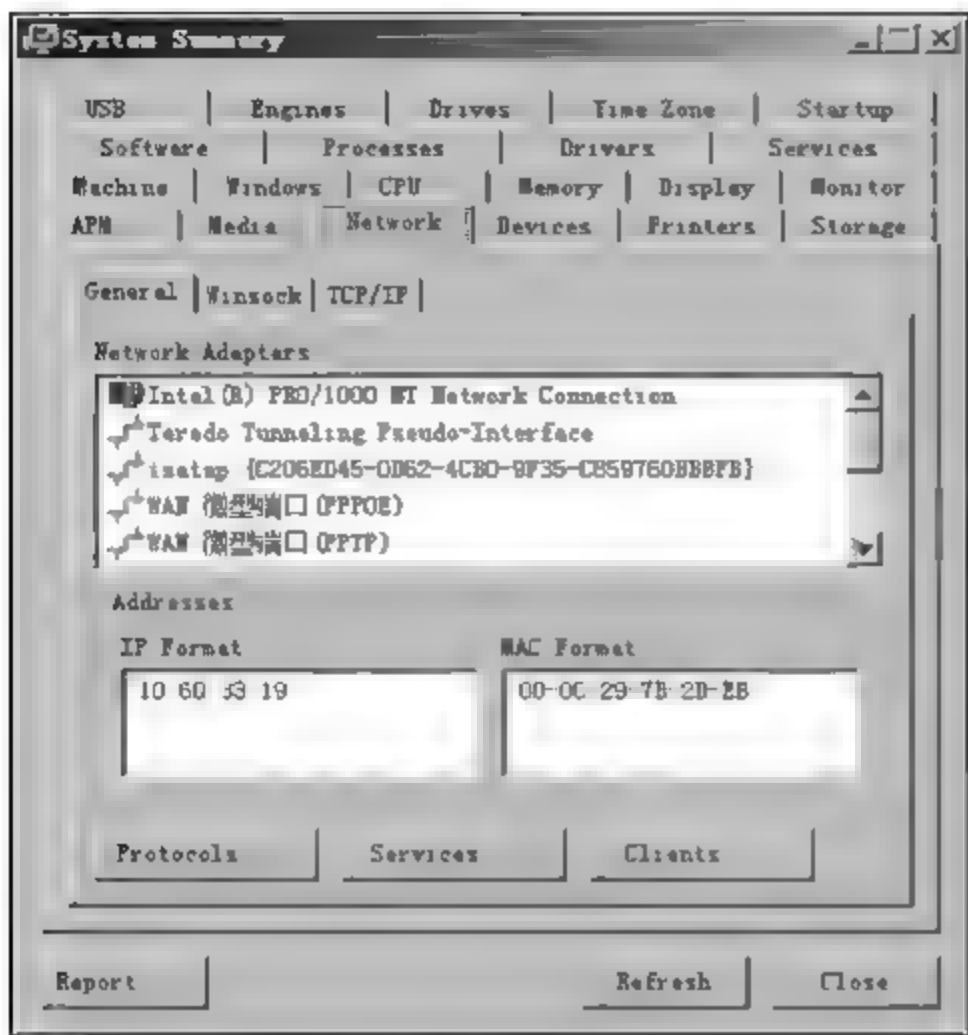 System Summary
USB Engines Drives Time Zone Startup
Software Processes Drivers Services
Machine Windows CPU Memory Display Monitor
APM Media Network Devices Printers Storage
General Winsock TCP/IP
Network Adapters
Intel(R) PRO/1000 MT Network Connection
Teredo Tunneling Pseudo-Interface
isatap {C206ED45-0D62-4CB0-9F35-C859760BBBFB}
WAN 微型端口(PPPOE)
WAN 微型端口(PPTP)
Addresses
IP Format MAC Format
10 60 19 00-0C 29-7B-2D-
Protocols Services Clients
Report Refresh Close